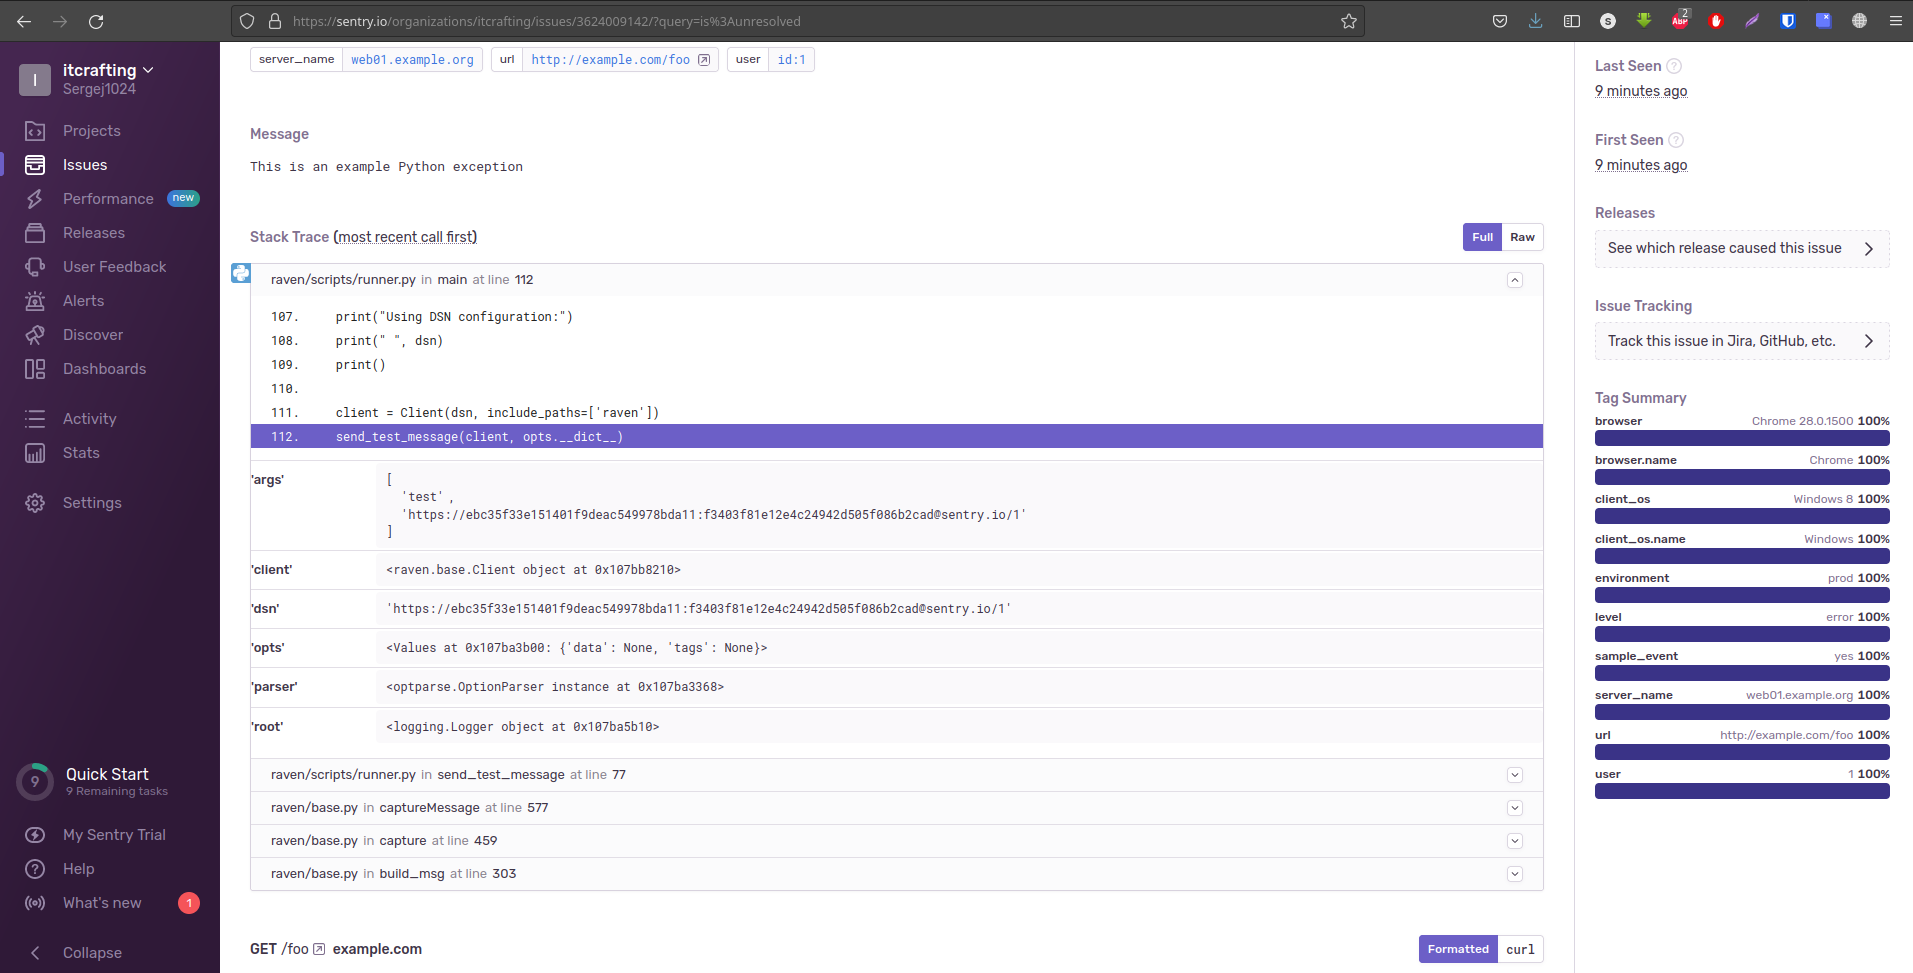 https://sentry.io/organizations/itcrafting/issues/3624009142/?query=is%3Aunresolved
S
ABP
2
I
itcrafting
Sergej1024
Projects
Issues
Performance new
Releases
User Feedback
Alerts
Discover
Dashboards
Activity
Stats
Settings
9
Quick Start
9 Remaining tasks
My Sentry Trial
Help
What's new 1
Collapse
server_name web01.example.org url http://example.com/foo user id:1
Message
This is an example Python exception
Stack Trace (most recent call first)
Full Raw
raven/scripts/runner.py in main at line 112
107. print("Using DSN configuration:")
108. print(" ", dsn)
109. print()
110.
111. client = Client(dsn, include_paths=['raven'])
112. send_test_message(client, opts.__dict__)
'args' [
'test' ,
'https://ebc35f33e151401f9deac549978bda11:f3403f81e12e4c24942d505f086b2cad@sentry.io/1'
]
'client' <raven.base.Client object at 0x107bb8210>
'dsn' 'https://ebc35f33e151401f9deac549978bda11:f3403f81e12e4c24942d505f086b2cad@sentry.io/1'
'opts' <Values at 0x107ba3b00: {'data': None, 'tags': None}>
'parser' <optparse.OptionParser instance at 0x107ba3368>
'root' <logging.Logger object at 0x107ba5b10>
raven/scripts/runner.py in send_test_message at line 77
raven/base.py in captureMessage at line 577
raven/base.py in capture at line 459
raven/base.py in build_msg at line 303
GET /foo example.com
Formatted curl
Last Seen ?
9 minutes ago
First Seen ?
9 minutes ago
Releases
See which release caused this issue
Issue Tracking
Track this issue in Jira, GitHub, etc.
Tag Summary
browser Chrome 28.0.1500 100%
browser.name Chrome 100%
client_os Windows 8 100%
client_os.name Windows 100%
environment prod 100%
level error 100%
sample_event yes 100%
server_name web01.example.org 100%
url http://example.com/foo 100%
user 1 100%